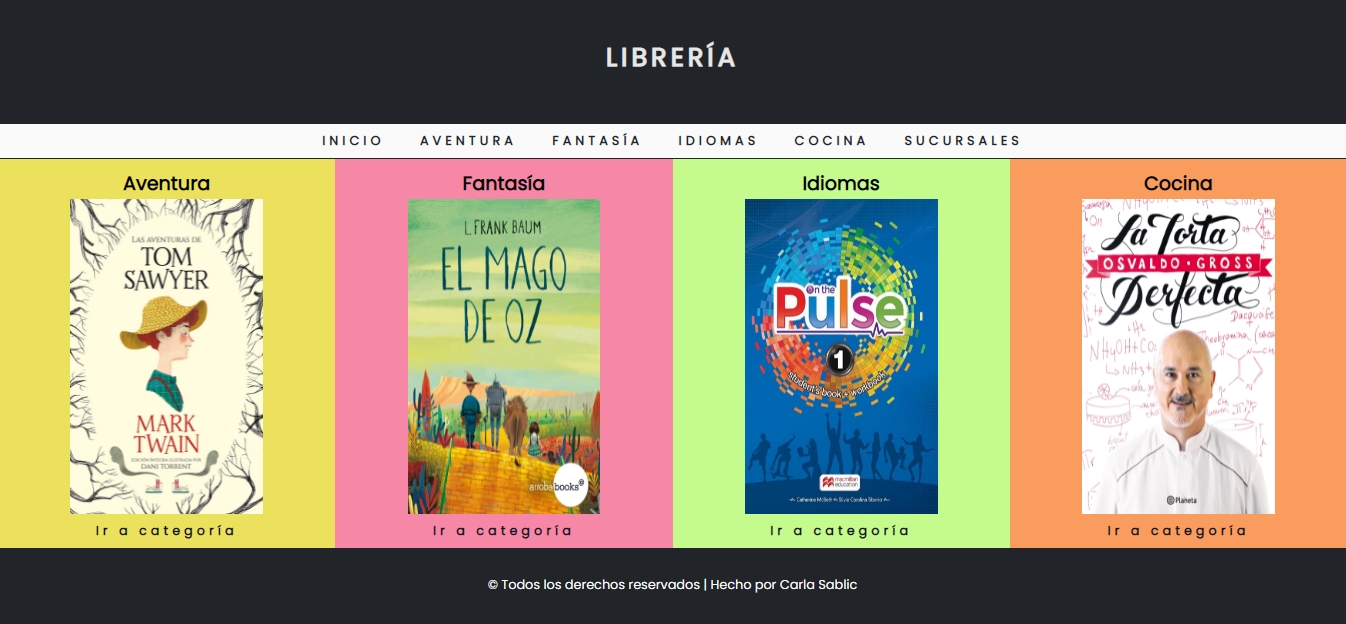 LIBRERÍA
INICIO AVENTURA FANTASÍA IDIOMAS COCINA SUCURSALES
Aventura
LAS AVENTURAS DE
TOM
SAWYER
MARK
TWAIN
EDICIÓN ÍNTEGRA ILUSTRADA POR
DANI TORRENT
Ir a categoría
Fantasía
L. FRANK BAUM
EL MAGO
DE OZ
arrobabooks@
Ir a categoría
Idiomas
On the
Pulse
1
student's book + workbook
macmillan
education
Catherine McBeth Silvia Carolina Tiberio
Ir a categoría
Cocina
La Torta
OSVALDO·GROSS
Perfecta
NH4OH+Co
Planeta
Ir a categoría
© Todos los derechos reservados | Hecho por Carla Sablic